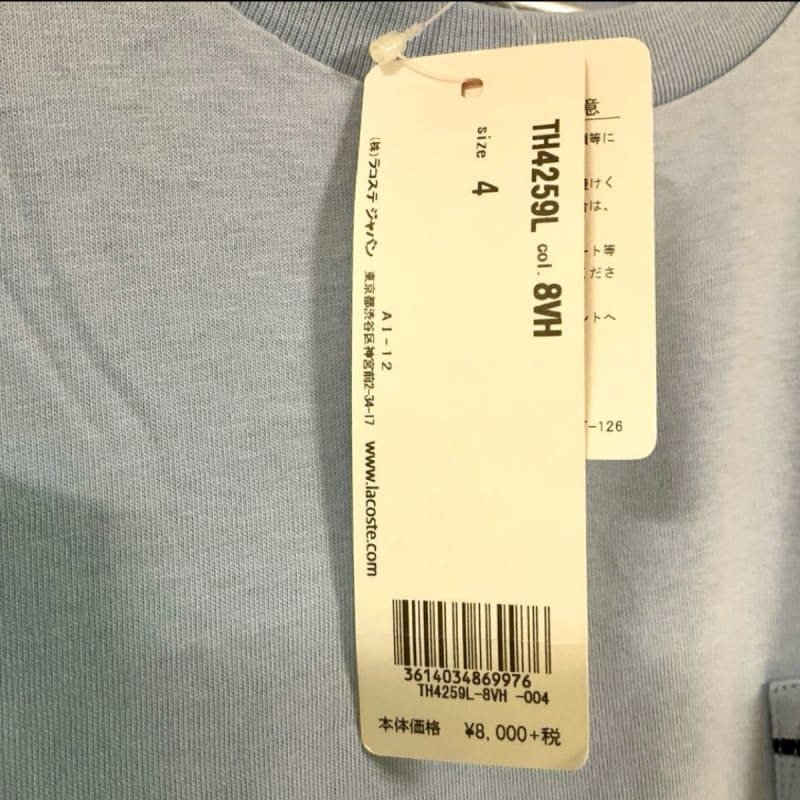 TH4259L col. 8VH
size 4
(株)ラコステ ジャパン 東京都渋谷区神宮前2-34-17 www.lacoste.com
AI-12
3614034869976
TH4259L-8VH -004
本体価格 ¥8,000+税
意
等に
けく
は、
ート等
ださ
ントへ
-126